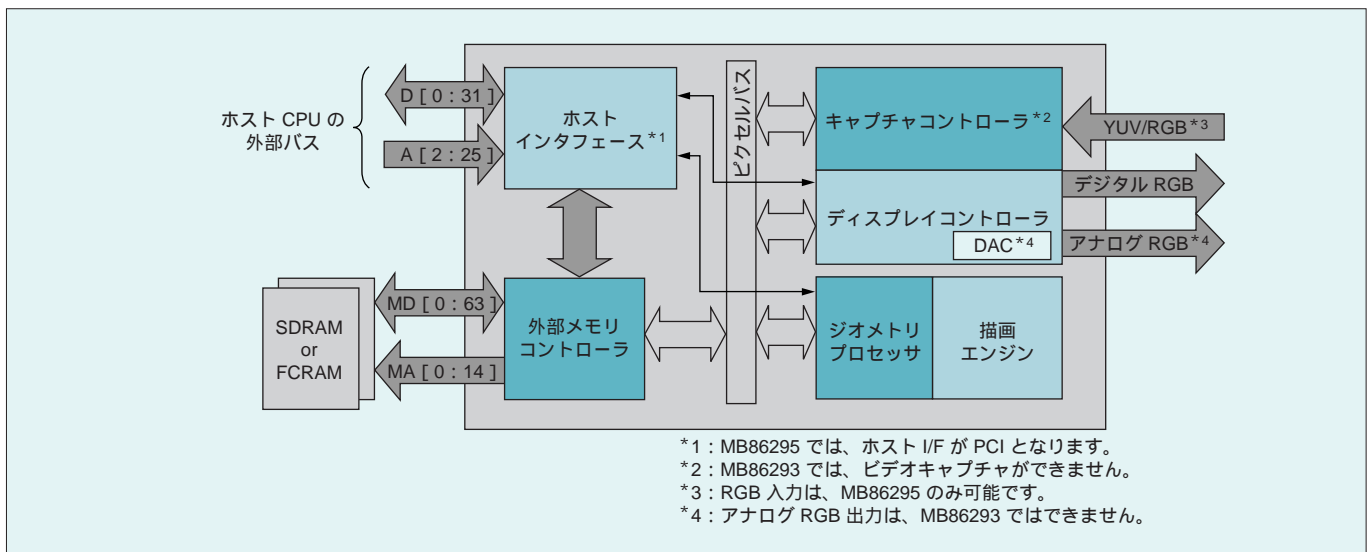 ホスト CPU の
外部バス
D [ 0 : 31 ]
A [ 2 : 25 ]
ホスト
インタフェース*1
ピクセルバス
キャプチャコントローラ*2
YUV/RGB*3
ディスプレイコントローラ
DAC*4
デジタル RGB
アナログ RGB*4
SDRAM
or
FCRAM
MD [ 0 : 63 ]
MA [ 0 : 14 ]
外部メモリ
コントローラ
ジオメトリ
プロセッサ
描画
エンジン
*1 : MB86295 では、ホスト I/F が PCI となります。
*2 : MB86293 では、ビデオキャプチャができません。
*3 : RGB 入力は、MB86295 のみ可能です。
*4 : アナログ RGB 出力は、MB86293 ではできません。